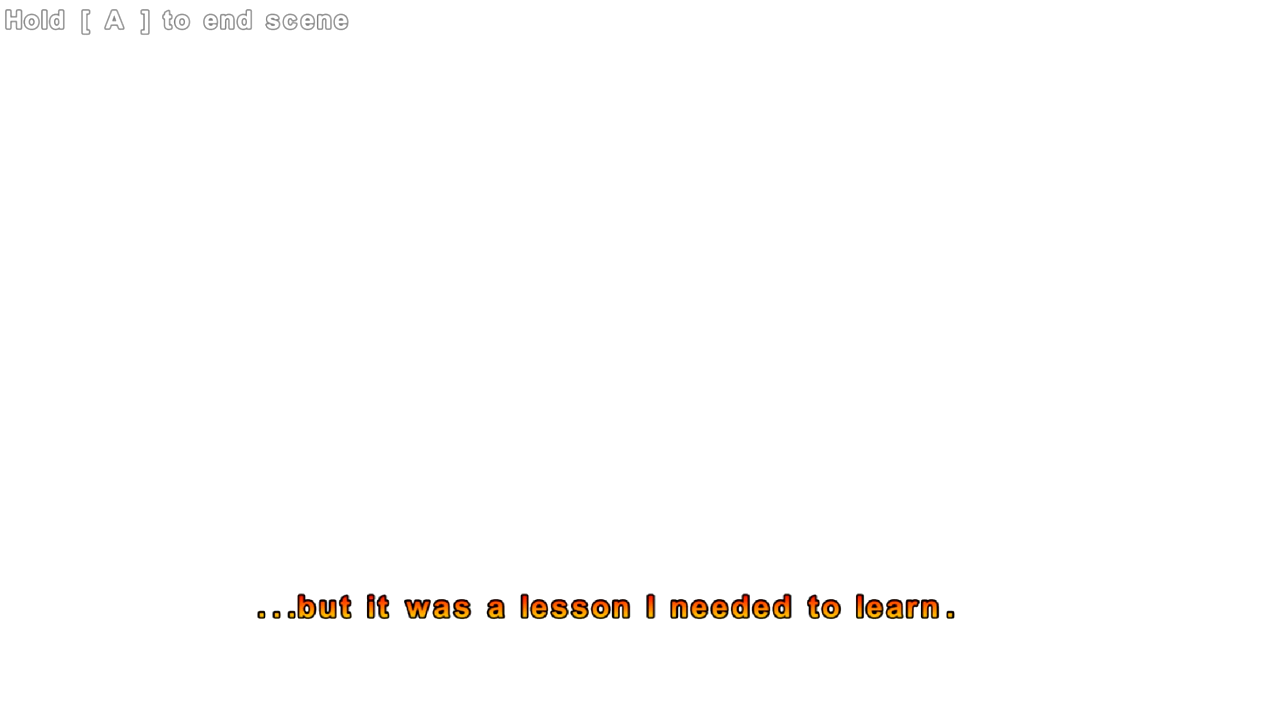 Hold [ A ] to end scene
...but it was a lesson I needed to learn.